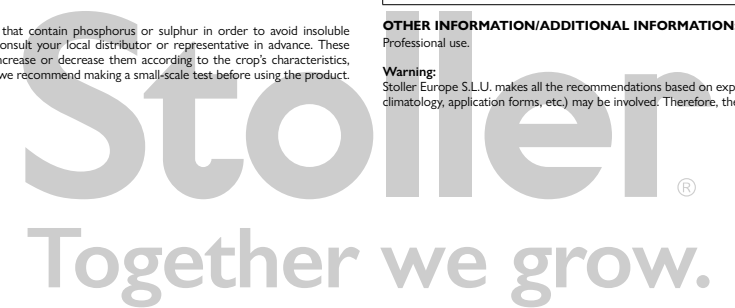 that contain phosphorus or sulphur in order to avoid insoluble
onsult your local distributor or representative in advance. These
crease or decrease them according to the crop's characteristics,
we recommend making a small-scale test before using the product.
OTHER INFORMATION/ADDITIONAL INFORMATION
Professional use.
Warning:
Stoller Europe S.L.U. makes all the recommendations based on exp
climatology, application forms, etc.) may be involved. Therefore, the
Stoller®
Together we grow.